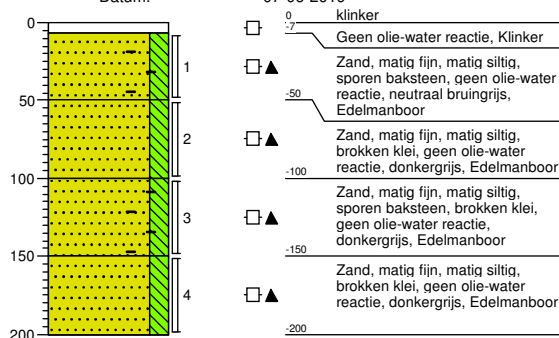 Datum:
0
50
100
150
200
1
2
3
4
0
klinker
-7
Geen olie-water reactie, Klinker
Zand, matig fijn, matig siltig,
sporen baksteen, geen olie-water
reactie, neutraal bruingrijs,
Edelmanboor
-50
Zand, matig fijn, matig siltig,
brokken klei, geen olie-water
reactie, donkergrijs, Edelmanboor
-100
Zand, matig fijn, matig siltig,
sporen baksteen, brokken klei,
geen olie-water reactie,
donkergrijs, Edelmanboor
-150
Zand, matig fijn, matig siltig,
brokken klei, geen olie-water
reactie, donkergrijs, Edelmanboor
-200